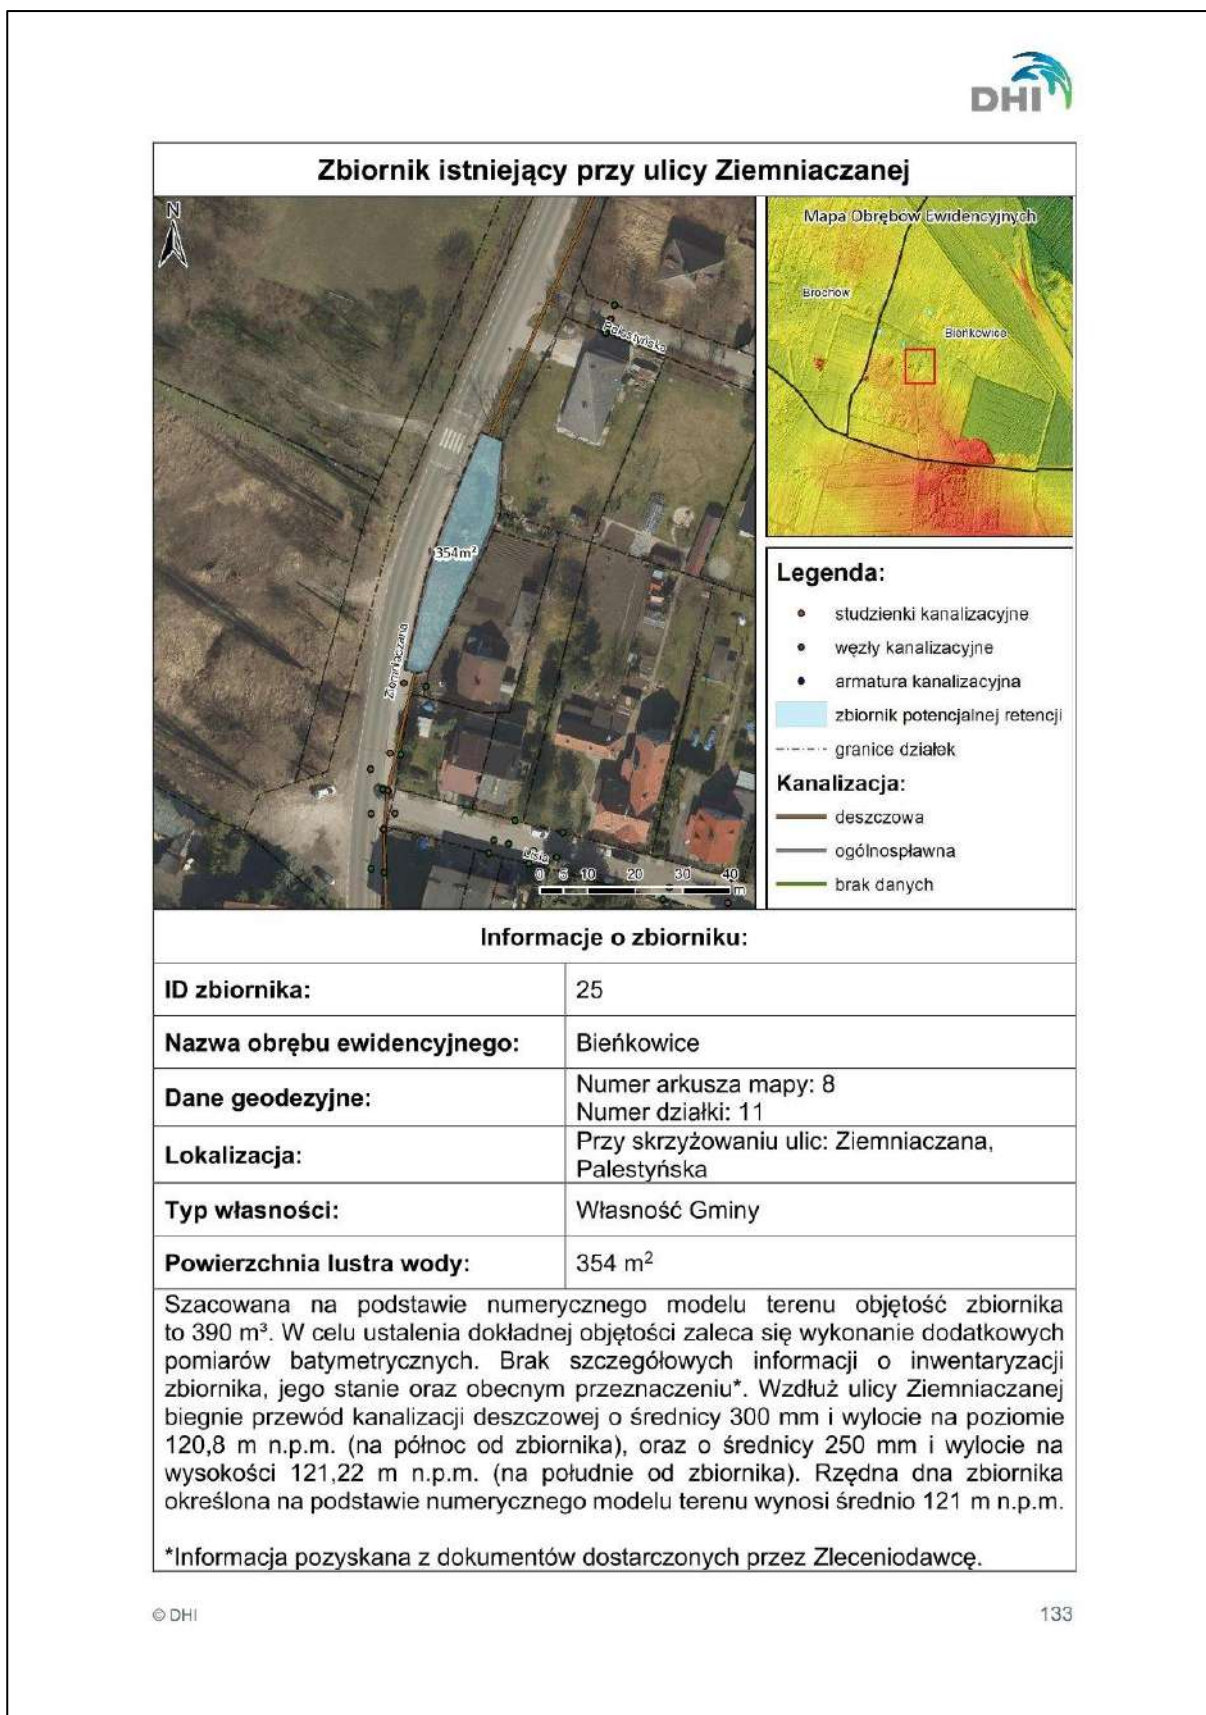 DHI
Zbiornik istniejący przy ulicy Ziemniaczanej
N
Palestyńska
354m²
Ziemniaczana
Lisia
0 5 10 20 30 40
m
Mapa Obrębów Ewidencyjnych
Brochów
Bieńkowice
Legenda:
studzienki kanalizacyjne
węzły kanalizacyjne
armatura kanalizacyjna
zbiornik potencjalnej retencji
granice działek
Kanalizacja:
deszczowa
ogólnospławna
brak danych
Informacje o zbiorniku:
ID zbiornika: 25
Nazwa obrębu ewidencyjnego: Bieńkowice
Dane geodezyjne: Numer arkusza mapy: 8
Numer działki: 11
Lokalizacja: Przy skrzyżowaniu ulic: Ziemniaczana,
Palestyńska
Typ własności: Własność Gminy
Powierzchnia lustra wody: 354 m²
Szacowana na podstawie numerycznego modelu terenu objętość zbiornika
to 390 m³. W celu ustalenia dokładnej objętości zaleca się wykonanie dodatkowych
pomiarów batymetrycznych. Brak szczegółowych informacji o inwentaryzacji
zbiornika, jego stanie oraz obecnym przeznaczeniu*. Wzdłuż ulicy Ziemniaczanej
biegnie przewód kanalizacji deszczowej o średnicy 300 mm i wylocie na poziomie
120,8 m n.p.m. (na północ od zbiornika), oraz o średnicy 250 mm i wylocie na
wysokości 121,22 m n.p.m. (na południe od zbiornika). Rzędna dna zbiornika
określona na podstawie numerycznego modelu terenu wynosi średnio 121 m n.p.m.
*Informacja pozyskana z dokumentów dostarczonych przez Zleceniodawcę.
© DHI
133